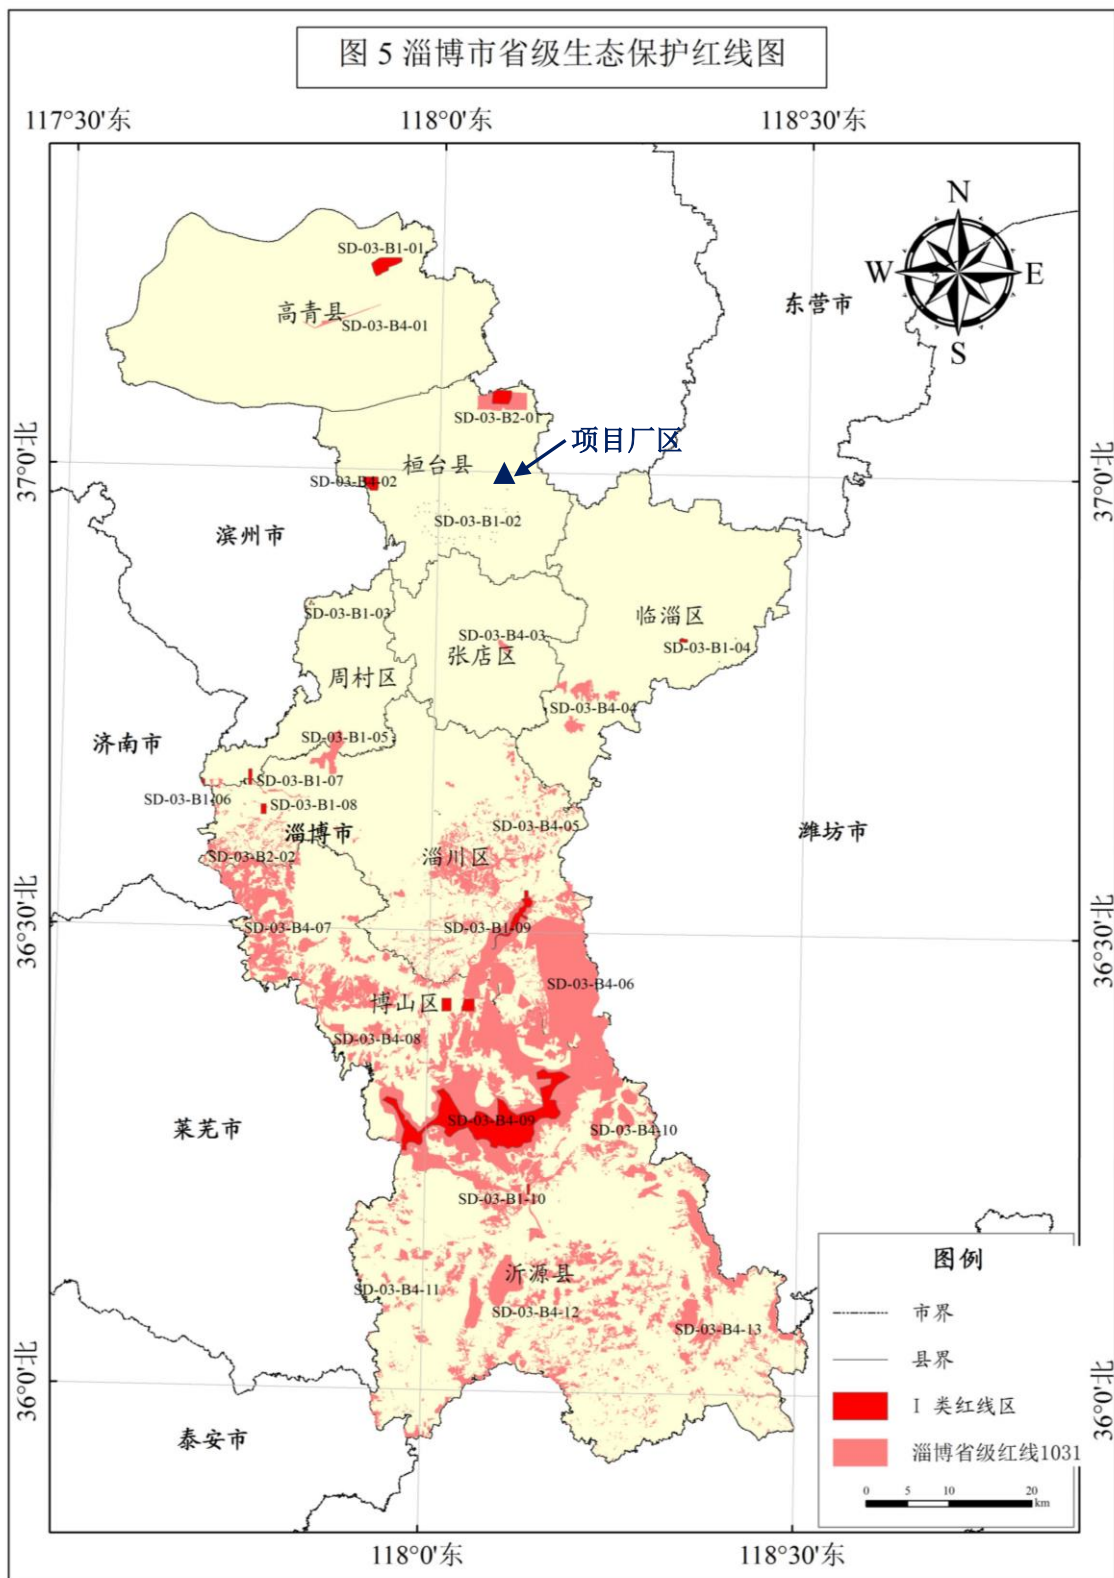 图 5 淄博市省级生态保护红线图
117°30'东
118°0'东
118°30'东
N
W
E
S
SD-03-B1-01
高青县
SD-03-B4-01
东营市
SD-03-B2-01
项目厂区
37°0'北
37°0'北
桓台县
SD-03-B4-02
SD-03-B1-02
滨州市
SD-03-B1-03
临淄区
SD-03-B4-03
SD-03-B1-04
张店区
周村区
SD-03-B4-04
济南市
SD-03-B1-05
SD-03-B1-07
SD-03-B1-06
SD-03-B1-08
淄博市
SD-03-B4-05
潍坊市
SD-03-B2-02
淄川区
36°30'北
36°30'北
SD-03-B4-07
SD-03-B1-09
SD-03-B4-06
博山区
SD-03-B4-08
SD-03-B4-09
莱芜市
SD-03-B4-10
SD-03-B1-10
沂源县
SD-03-B4-11
SD-03-B4-12
SD-03-B4-13
36°0'北
36°0'北
泰安市
图例
市界
县界
I 类红线区
淄博省级红线1031
0 5 10 20
km
118°0'东
118°30'东